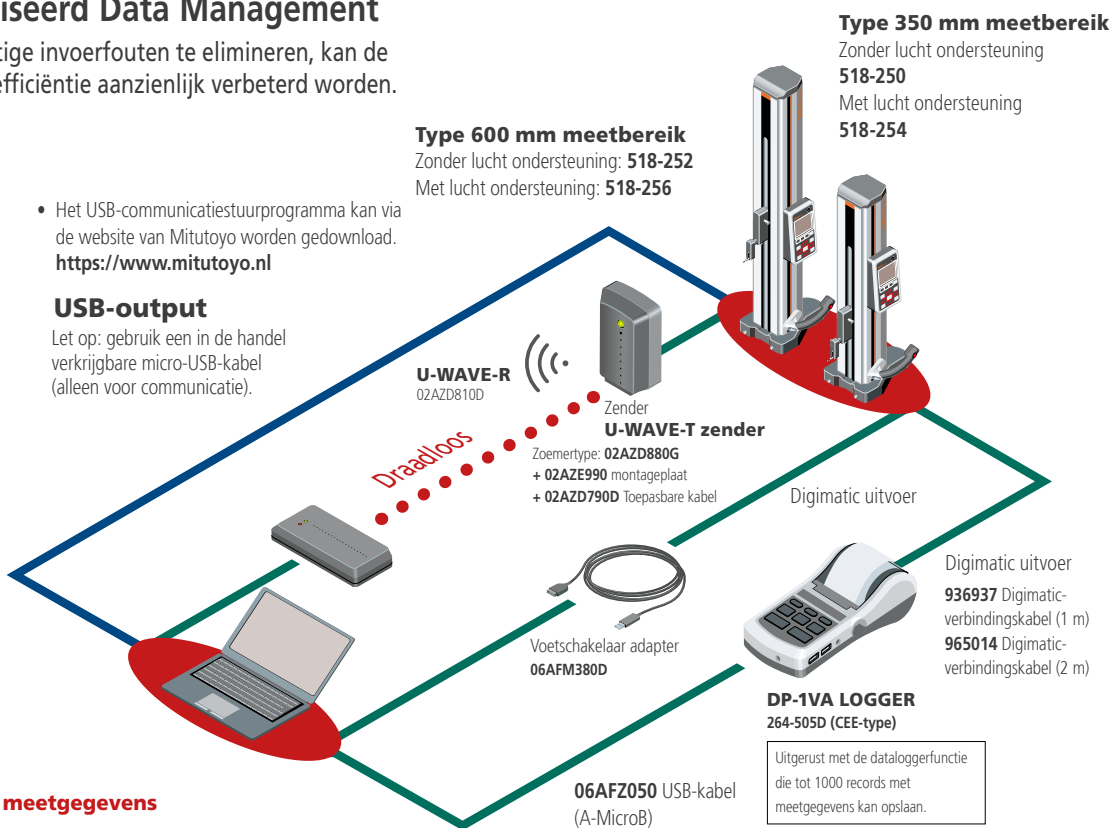 iseerd Data Management
tige invoerfouten te elimineren, kan de
efficiëntie aanzienlijk verbeterd worden.
Type 350 mm meetbereik
Zonder lucht ondersteuning
518-250
Met lucht ondersteuning
518-254
Type 600 mm meetbereik
Zonder lucht ondersteuning: 518-252
Met lucht ondersteuning: 518-256
• Het USB-communicatiestuurprogramma kan via
de website van Mitutoyo worden gedownload.
https://www.mitutoyo.nl
USB-output
Let op: gebruik een in de handel
verkrijgbare micro-USB-kabel
(alleen voor communicatie).
U-WAVE-R
02AZD810D
Draadloos
Zender
U-WAVE-T zender
Zoemertype: 02AZD880G
+ 02AZE990 montageplaat
+ 02AZD790D Toepasbare kabel
Digimatic uitvoer
Voetschakelaar adapter
06AFM380D
Digimatic uitvoer
936937 Digimatic-
verbindingskabel (1 m)
965014 Digimatic-
verbindingskabel (2 m)
DP-1VA LOGGER
264-505D (CEE-type)
Uitgerust met de dataloggerfunctie
die tot 1000 records met
meetgegevens kan opslaan.
06AFZ050 USB-kabel
(A-MicroB)
meetgegevens